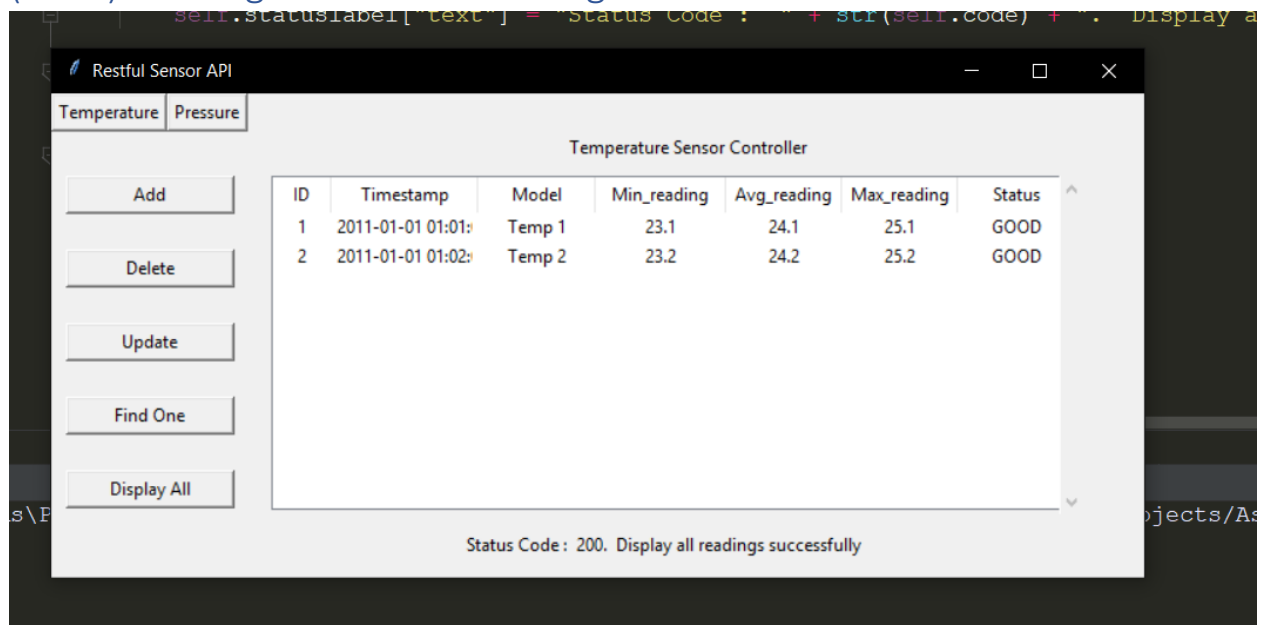 self.statuslabel["text"] = "Status Code : " + str(self.code) + ". Display a
Restful Sensor API
Temperature Pressure
Temperature Sensor Controller
Add
Delete
Update
Find One
Display All
ID Timestamp Model Min_reading Avg_reading Max_reading Status
1 2011-01-01 01:01: Temp 1 23.1 24.1 25.1 GOOD
2 2011-01-01 01:02: Temp 2 23.2 24.2 25.2 GOOD
s\P
ojects/As
Status Code : 200. Display all readings successfully